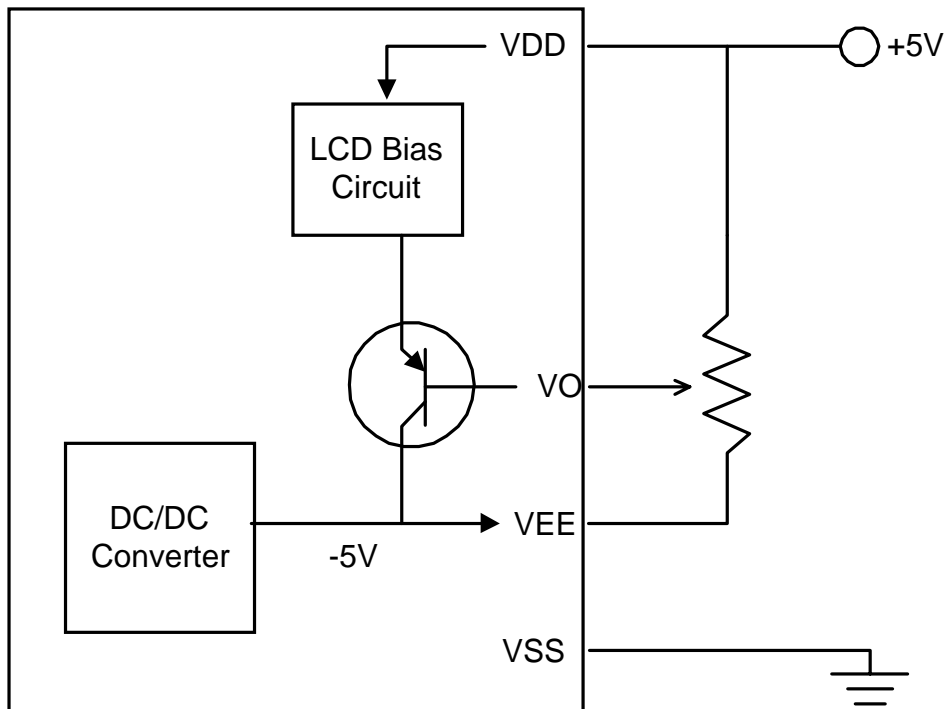 VDD
+5V
LCD Bias
Circuit
VO
DC/DC
Converter
-5V
VEE
VSS